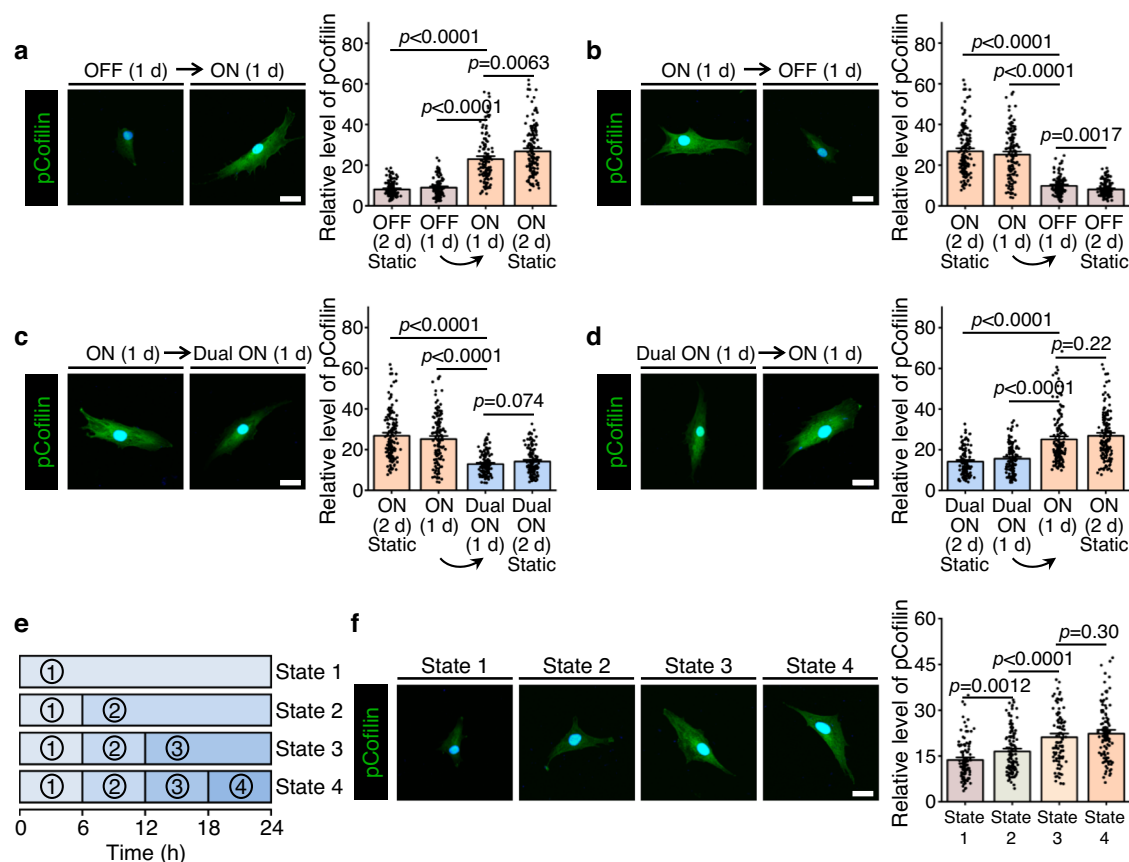 a
OFF (1 d) → ON (1 d)
pCofilin
Relative level of pCofilin
80
60
40
20
0
p<0.0001
p=0.0063
p<0.0001
OFF (2 d) Static
OFF (1 d)
ON (1 d)
ON (2 d) Static
b
ON (1 d) → OFF (1 d)
pCofilin
Relative level of pCofilin
80
60
40
20
0
p<0.0001
p<0.0001
p=0.0017
ON (2 d) Static
ON (1 d)
OFF (1 d)
OFF (2 d) Static
c
ON (1 d) → Dual ON (1 d)
pCofilin
Relative level of pCofilin
80
60
40
20
0
p<0.0001
p<0.0001
p=0.074
ON (2 d) Static
ON (1 d)
Dual ON (1 d)
Dual ON (2 d) Static
d
Dual ON (1 d) → ON (1 d)
pCofilin
Relative level of pCofilin
80
60
40
20
0
p<0.0001
p=0.22
p<0.0001
Dual ON (2 d) Static
Dual ON (1 d)
ON (1 d)
ON (2 d) Static
e
① State 1
① ② State 2
① ② ③ State 3
① ② ③ ④ State 4
0 6 12 18 24
Time (h)
f
State 1 State 2 State 3 State 4
pCofilin
Relative level of pCofilin
60
45
30
15
0
p=0.30
p<0.0001
p=0.0012
State 1
State 2
State 3
State 4